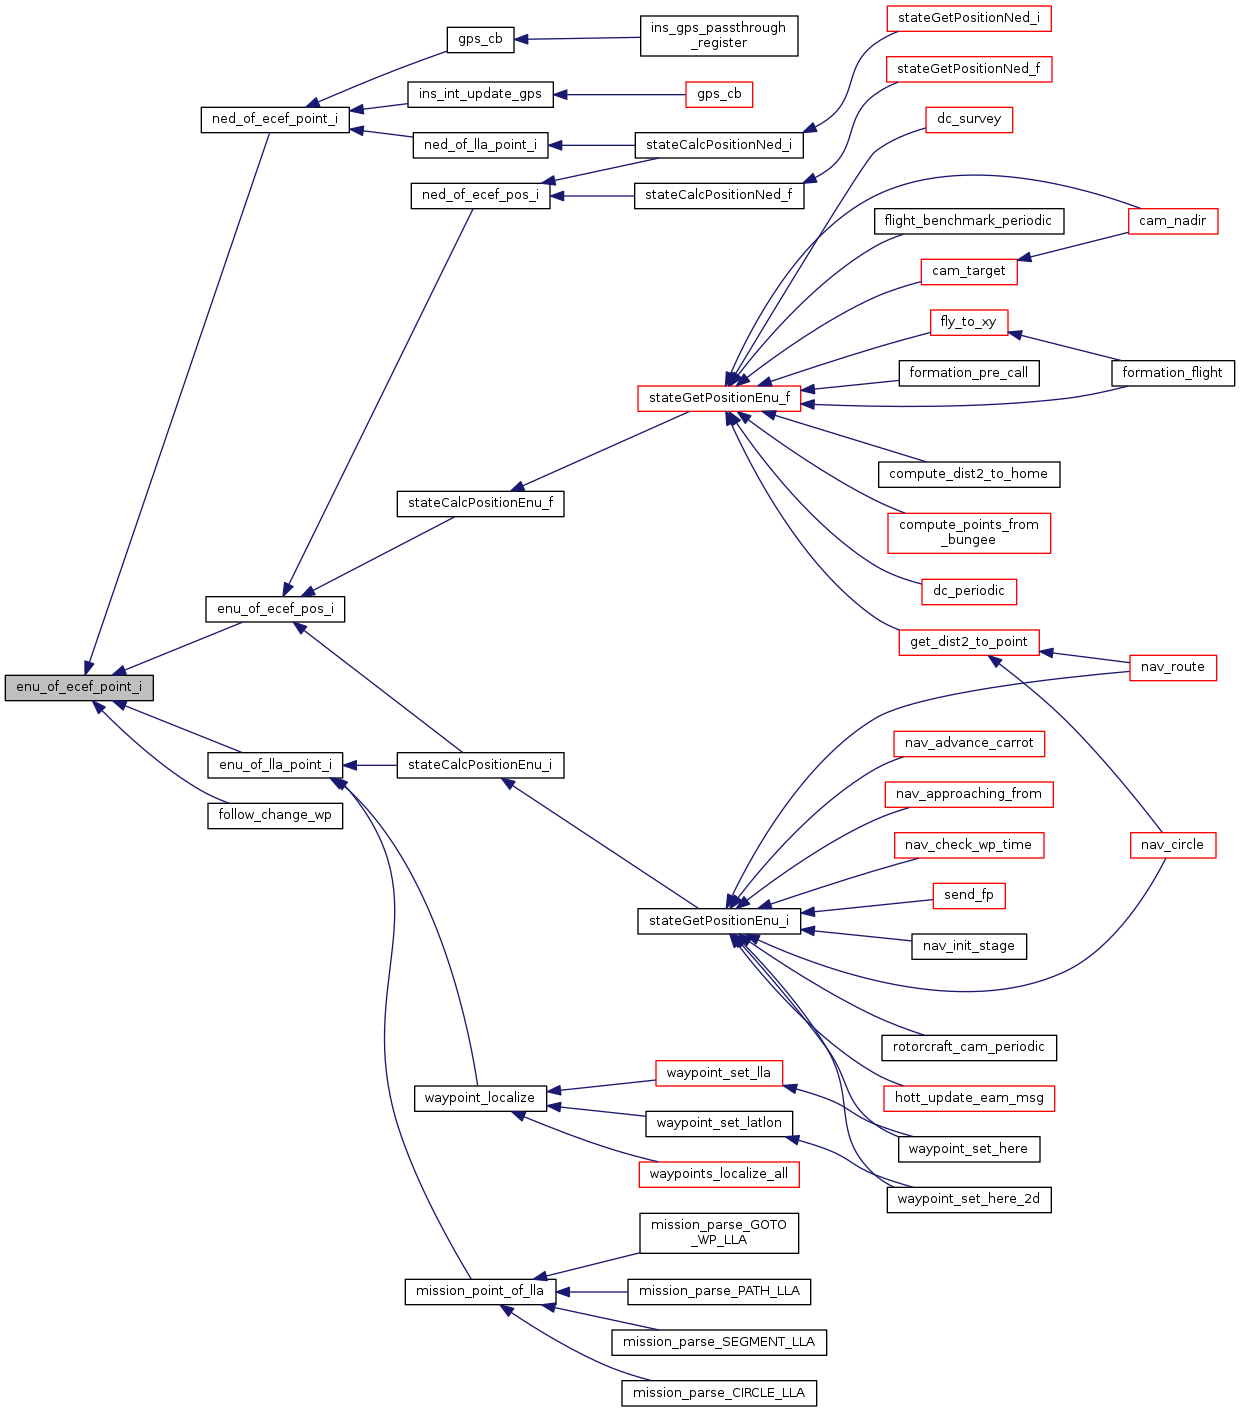 stateGetPositionNed_i
gps_cb
ins_gps_passthrough
_register
stateGetPositionNed_f
ins_int_update_gps
gps_cb
ned_of_ecef_point_i
dc_survey
ned_of_lla_point_i
stateCalcPositionNed_i
ned_of_ecef_pos_i
stateCalcPositionNed_f
flight_benchmark_periodic
cam_nadir
cam_target
fly_to_xy
formation_pre_call
formation_flight
stateGetPositionEnu_f
compute_dist2_to_home
stateCalcPositionEnu_f
compute_points_from
_bungee
dc_periodic
enu_of_ecef_pos_i
get_dist2_to_point
nav_route
enu_of_ecef_point_i
nav_advance_carrot
enu_of_lla_point_i
stateCalcPositionEnu_i
nav_approaching_from
follow_change_wp
nav_check_wp_time
nav_circle
send_fp
stateGetPositionEnu_i
nav_init_stage
rotorcraft_cam_periodic
waypoint_set_lla
waypoint_localize
hott_update_eam_msg
waypoint_set_latlon
waypoint_set_here
waypoints_localize_all
waypoint_set_here_2d
mission_parse_GOTO
_WP_LLA
mission_point_of_lla
mission_parse_PATH_LLA
mission_parse_SEGMENT_LLA
mission_parse_CIRCLE_LLA